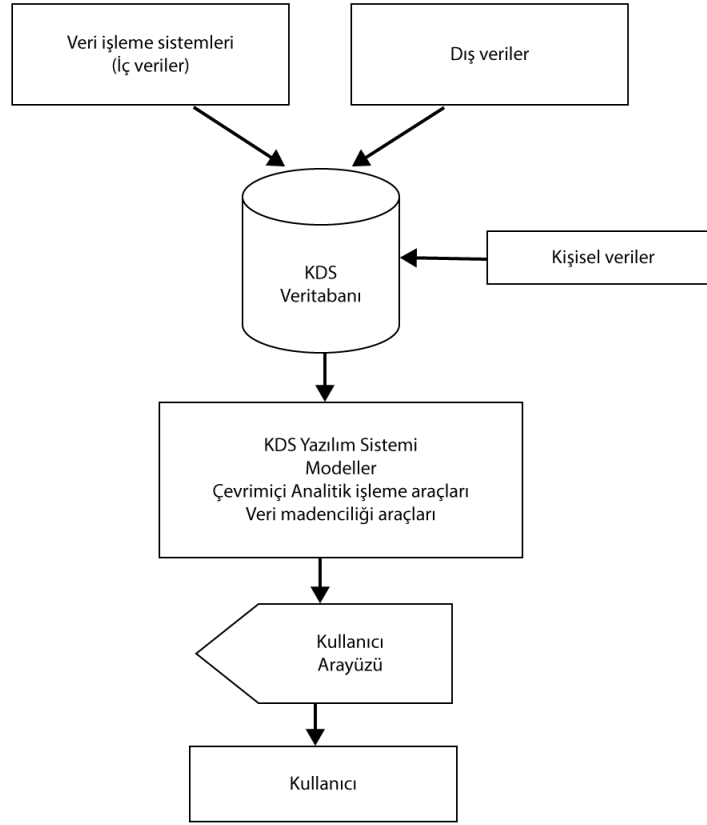 Veri işleme sistemleri
(İç veriler)
Dış veriler
KDS
Veritabanı
Kişisel veriler
KDS Yazılım Sistemi
Modeller
Çevrimiçi Analitik işleme araçları
Veri madenciliği araçları
Kullanıcı
Arayüzü
Kullanıcı